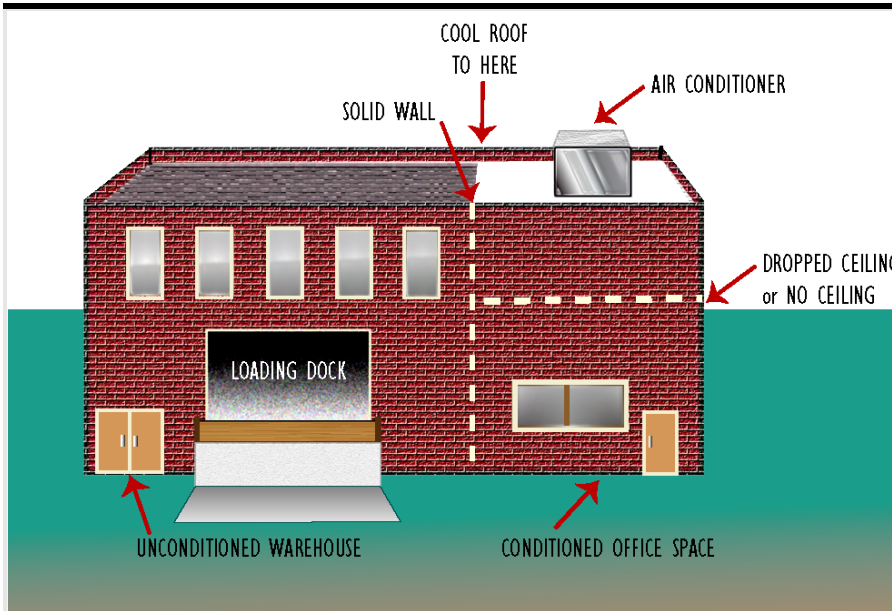 COOL ROOF
TO HERE
AIR CONDITIONER
SOLID WALL
DROPPED CEILING
or NO CEILING
LOADING DOCK
UNCONDITIONED WAREHOUSE
CONDITIONED OFFICE SPACE